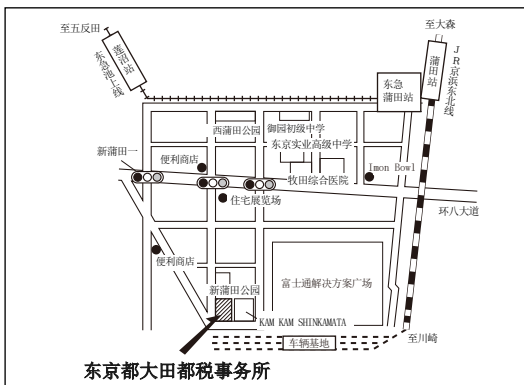 至五反田
莲沼站
东急池上线
至大森
蒲田站
JR京浜东北线
东急
蒲田站
西蒲田公园
御园初级中学
东京实业高级中学
新蒲田一
便利商店
牧田综合医院
Imon Bowl
住宅展览场
环八大道
便利商店
新蒲田公园
富士通解决方案广场
KAM KAM SHINKAMATA
车辆基地
至川崎
东京都大田都税事务所